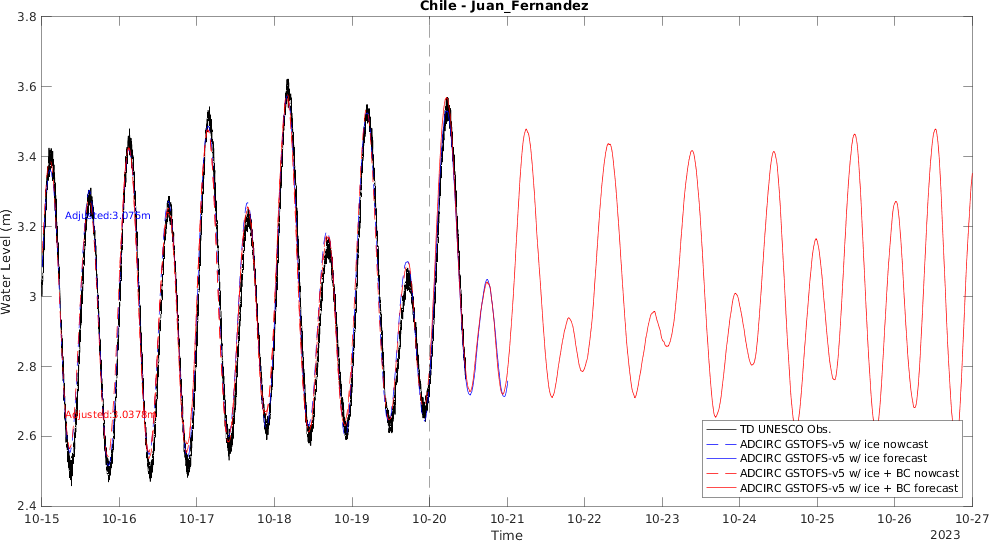 Chile - Juan_Fernandez
3.8
3.6
3.4
3.2
3
2.8
2.6
2.4
Water Level (m)
Adjusted:3.076m
Adjusted:3.0378m
TD UNESCO Obs.
ADCIRC GSTOFS-v5 w/ ice nowcast
ADCIRC GSTOFS-v5 w/ ice forecast
ADCIRC GSTOFS-v5 w/ ice + BC nowcast
ADCIRC GSTOFS-v5 w/ ice + BC forecast
10-15 10-16 10-17 10-18 10-19 10-20 10-21 10-22 10-23 10-24 10-25 10-26 10-27
Time
2023